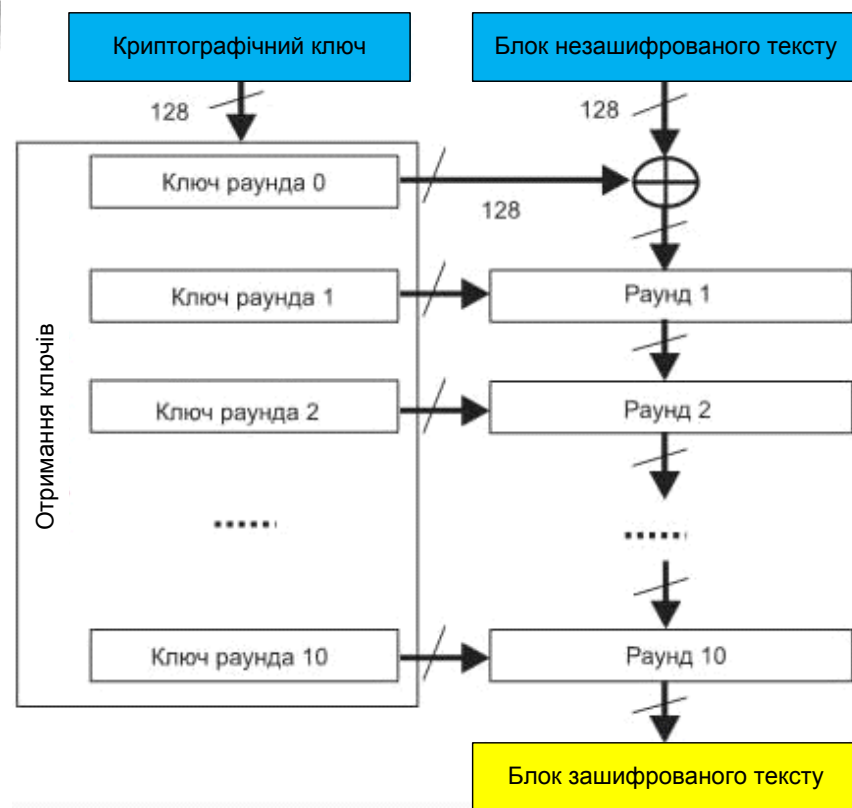 Криптографічний ключ
Блок незашифрованого тексту
128
128
Ключ раунда 0
128
Ключ раунда 1
Раунд 1
Ключ раунда 2
Раунд 2
Отримання ключів
......
......
Ключ раунда 10
Раунд 10
Блок зашифрованого тексту